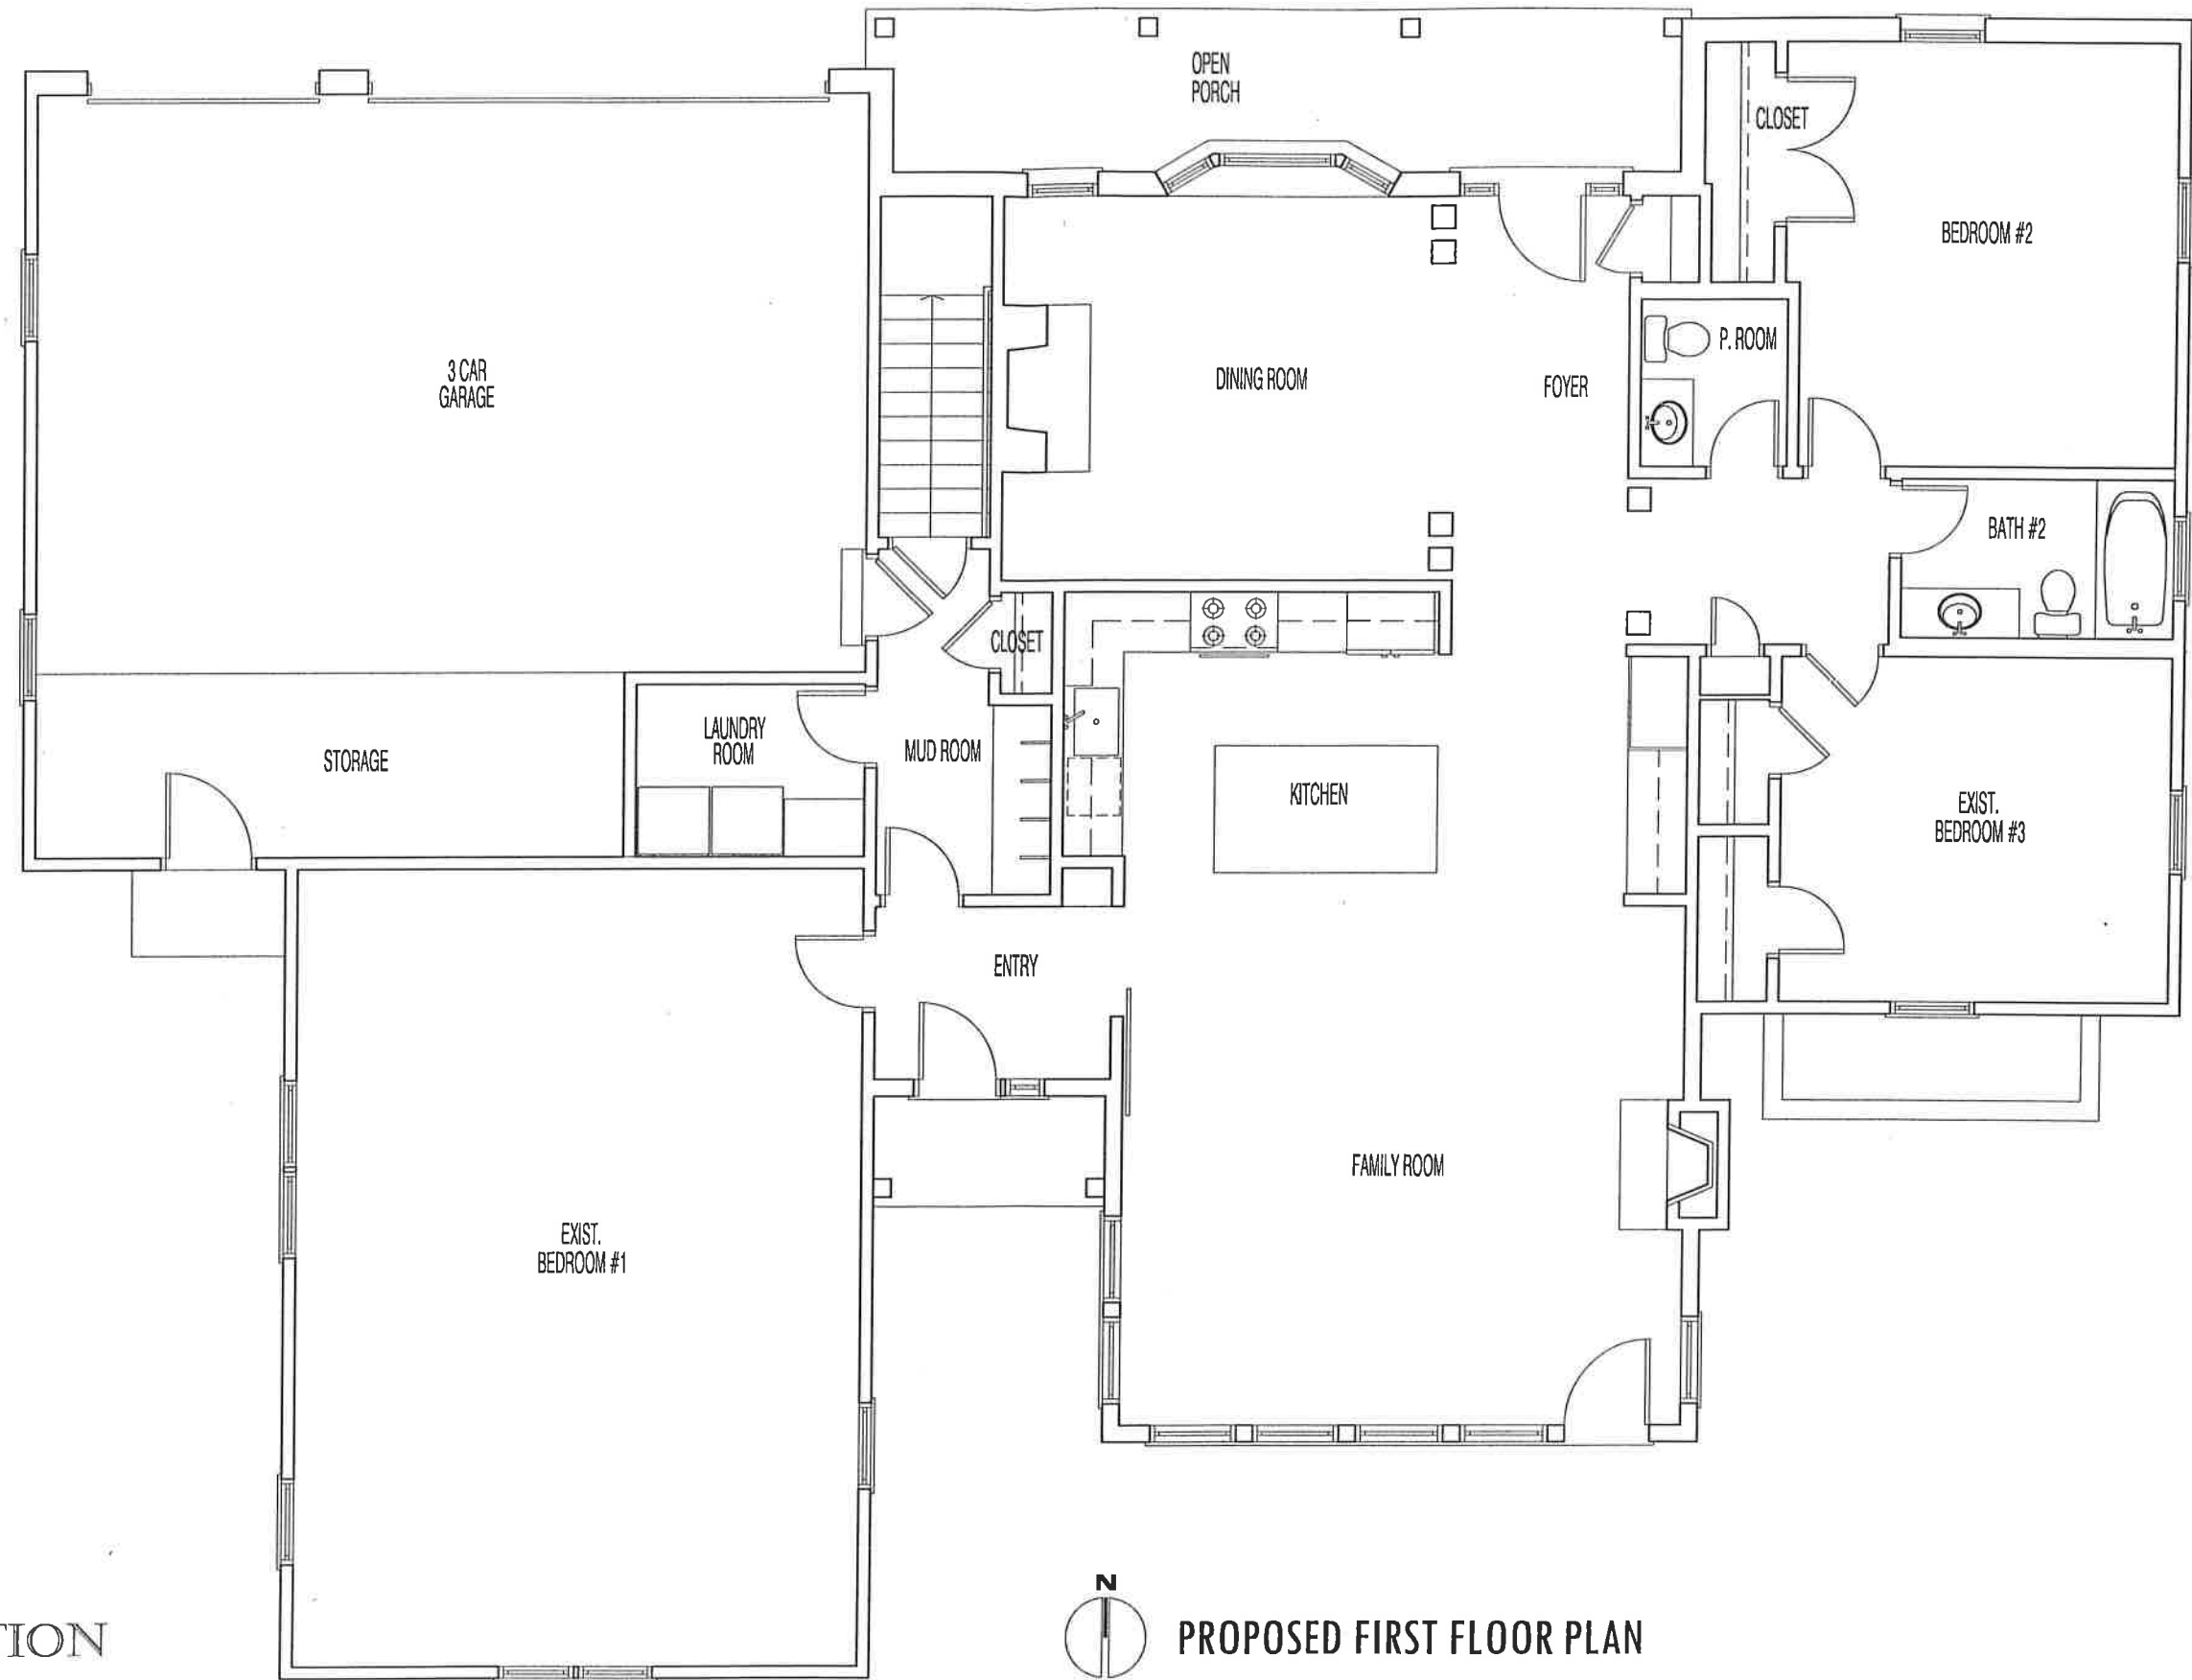 OPEN
PORCH
CLOSET
BEDROOM #2
3 CAR
GARAGE
DINING ROOM
FOYER
P. ROOM
BATH #2
CLOSET
LAUNDRY
ROOM
MUD ROOM
STORAGE
KITCHEN
EXIST.
BEDROOM #3
ENTRY
FAMILY ROOM
EXIST.
BEDROOM #1
N
PROPOSED FIRST FLOOR PLAN
TION